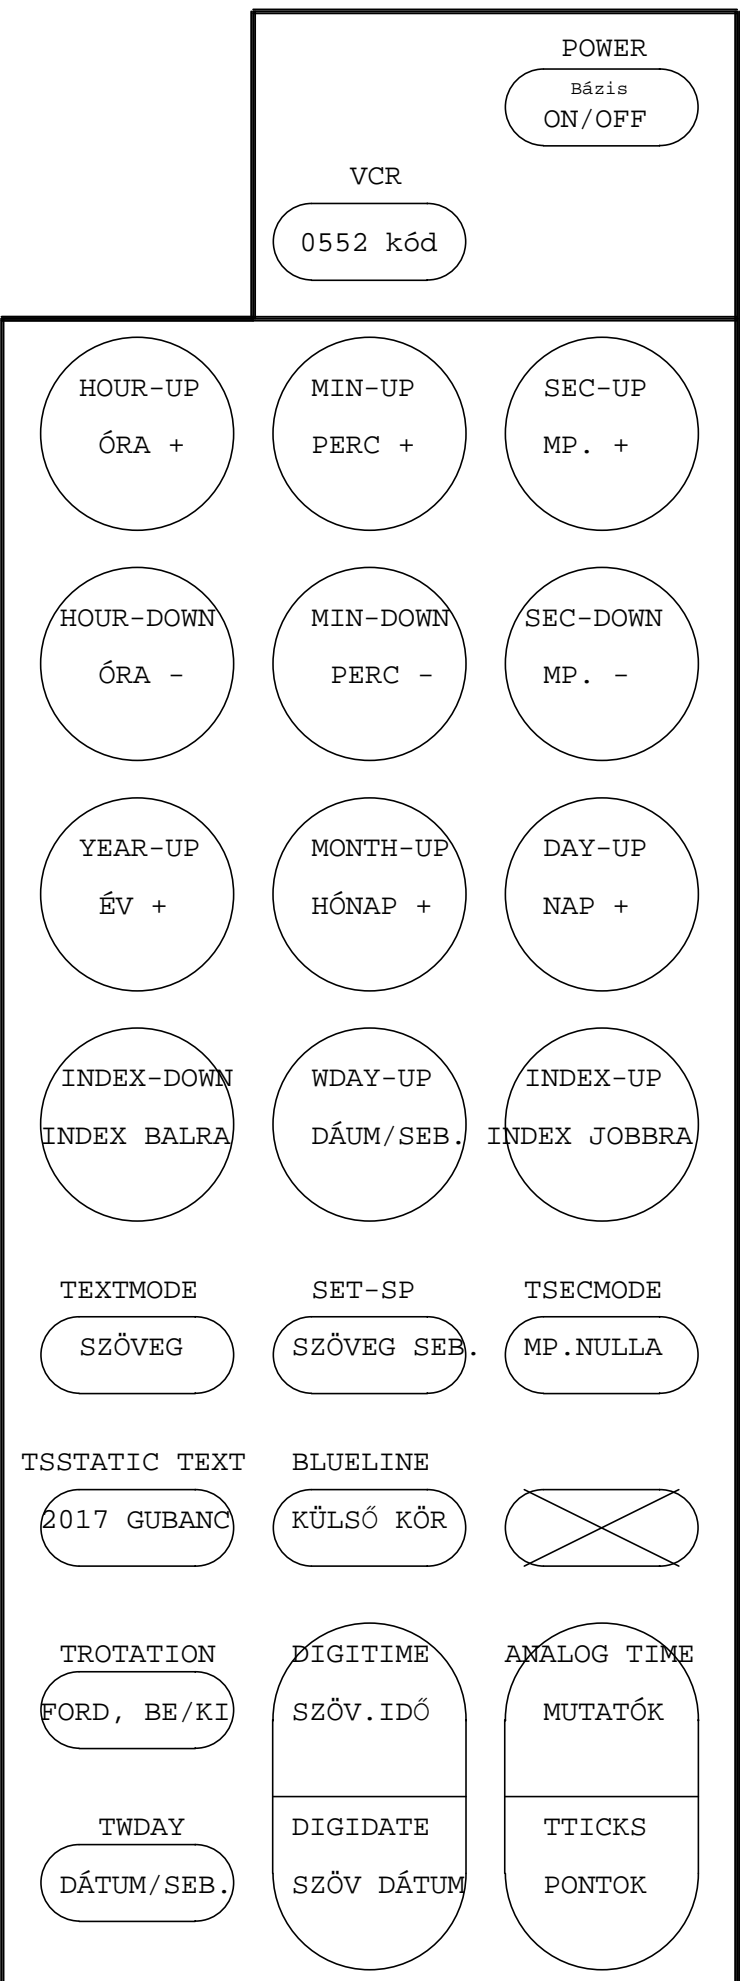 POWER
Bázis
ON/OFF
VCR
0552 kód
HOUR-UP MIN-UP SEC-UP
ÓRA + PERC + MP. +
HOUR-DOWN MIN-DOWN SEC-DOWN
ÓRA - PERC - MP. -
YEAR-UP MONTH-UP DAY-UP
ÉV + HÓNAP + NAP +
INDEX-DOWN WDAY-UP INDEX-UP
INDEX BALRA DÁUM/SEB. INDEX JOBBRA
TEXTMODE SET-SP TSECMODE
SZÖVEG SZÖVEG SEB. MP.NULLA
TSSTATIC TEXT BLUELINE
2017 GUBANC KÜLSŐ KÖR
TROTATION DIGITIME ANALOG TIME
FORD, BE/KI SZÖV.IDŐ MUTATÓK
TWDAY DIGIDATE TTICKS
DÁTUM/SEB. SZÖV DÁTUM PONTOK